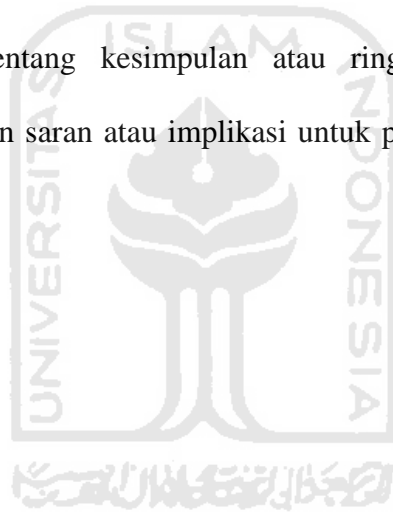 entang kesimpulan atau ring
n saran atau implikasi untuk p
ISLAM
UNIVERSITAS
INDONESIA